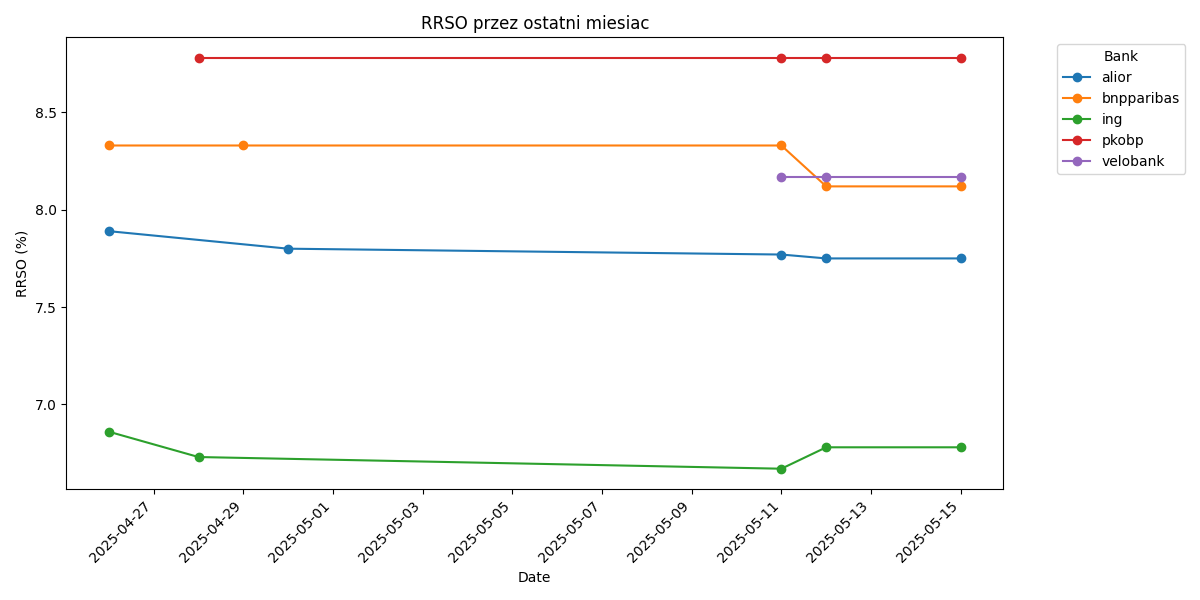 RRSO przez ostatni miesiac
RRSO (%)
8.5
8.0
7.5
7.0
2025-04-27
2025-04-29
2025-05-01
2025-05-03
2025-05-05
2025-05-07
2025-05-09
2025-05-11
2025-05-13
2025-05-15
Date
Bank
alior
bnpparibas
ing
pkobp
velobank